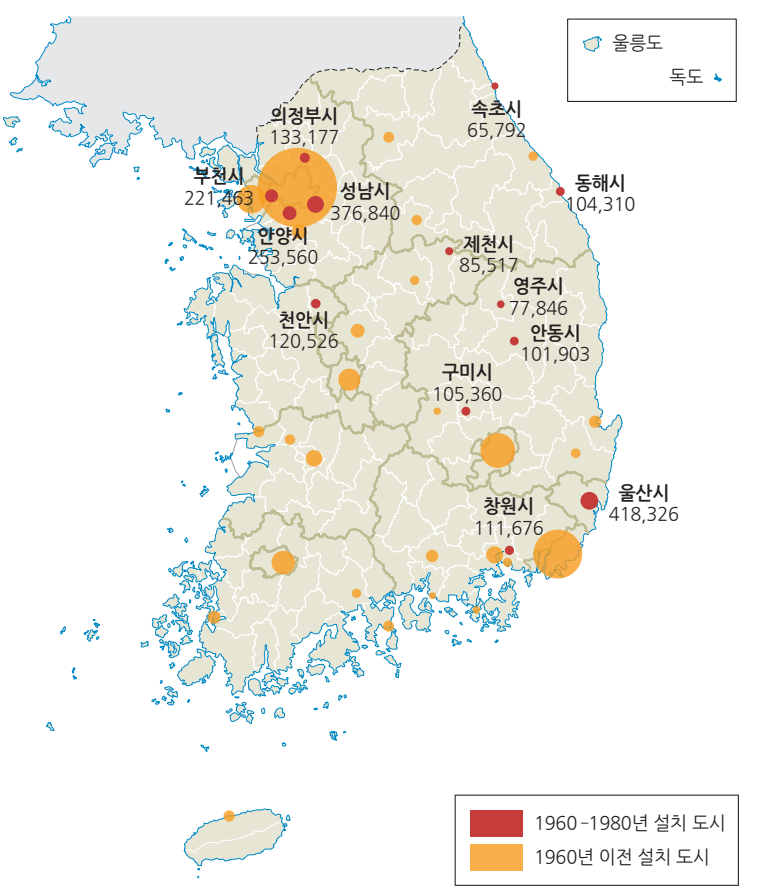 울릉도
독도
의정부시
133,177
속초시
65,792
부천시
221,463
성남시
376,840
동해시
104,310
안양시
253,560
제천시
85,517
영주시
77,846
천안시
120,526
안동시
101,903
구미시
105,360
창원시
111,676
울산시
418,326
1960-1980년 설치 도시
1960년 이전 설치 도시